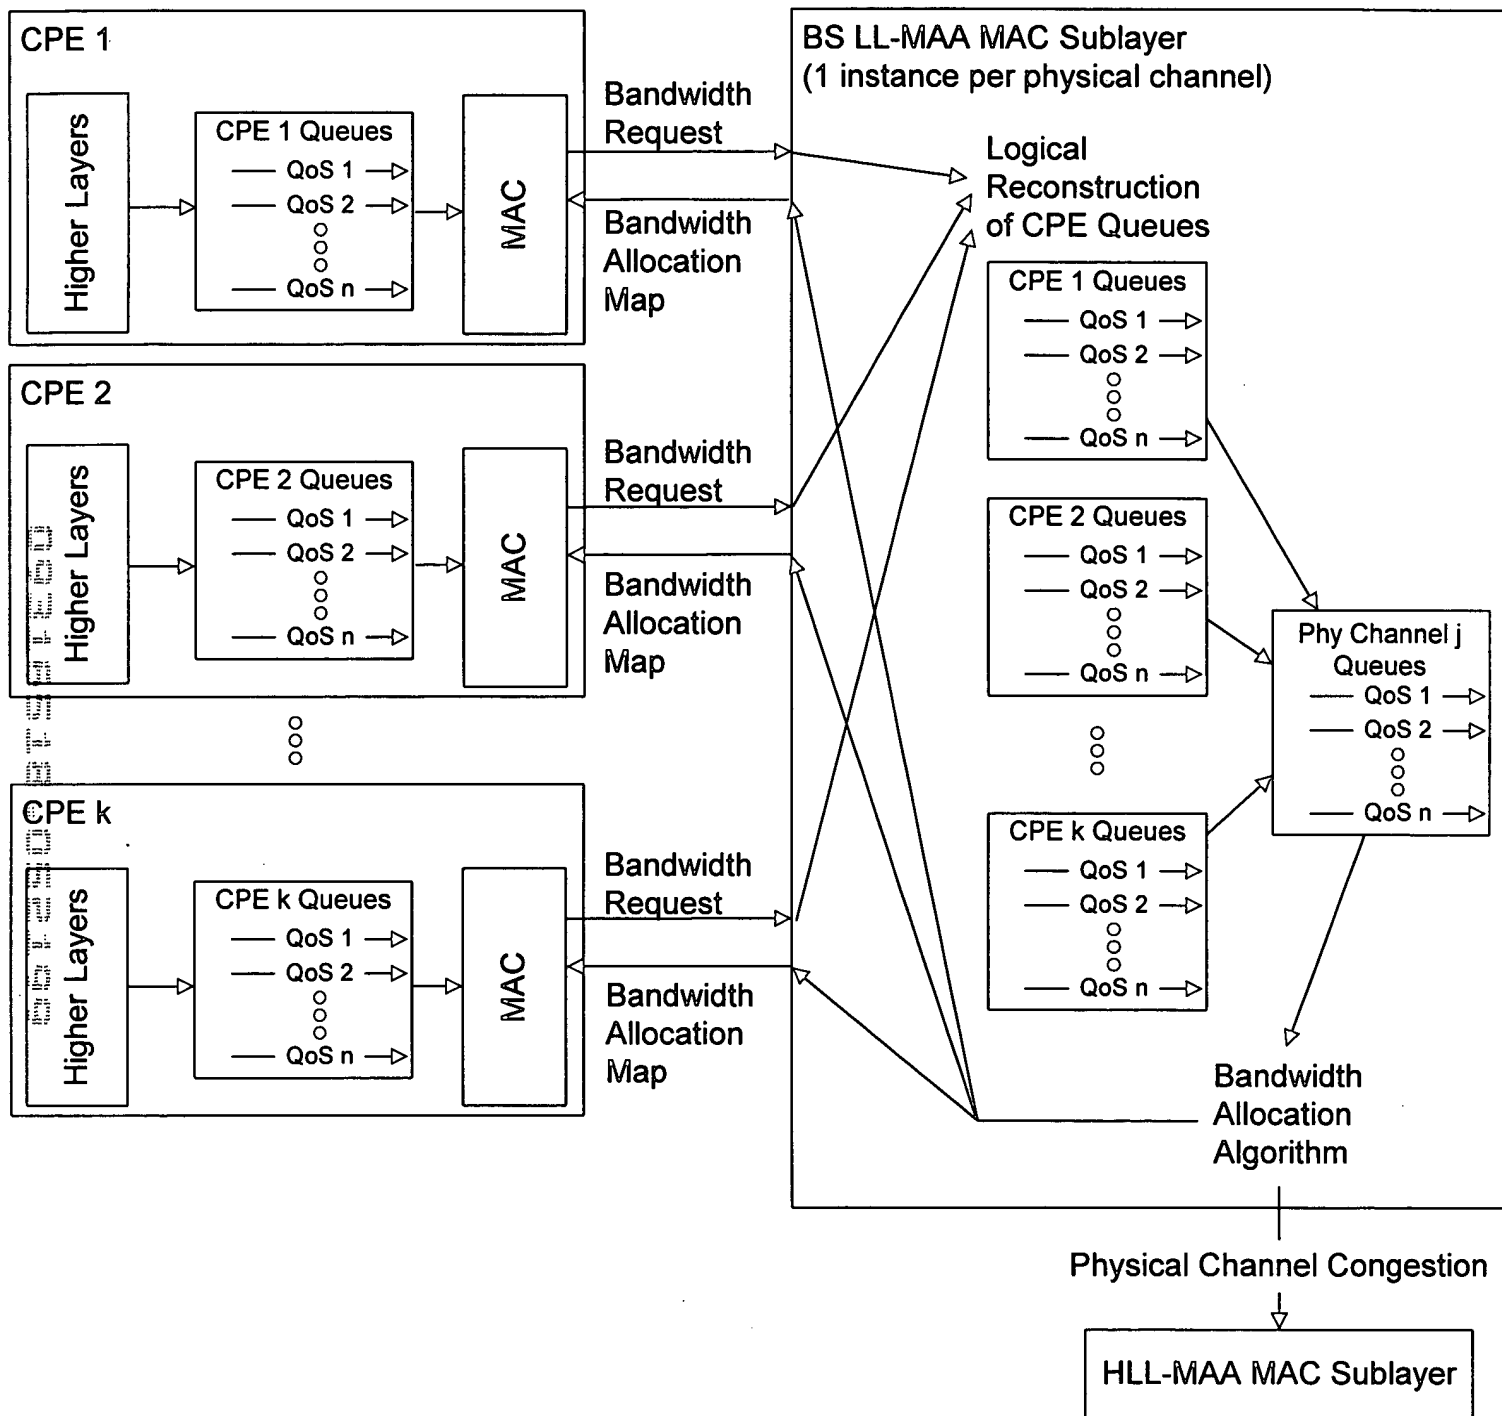 CPE 1
Higher Layers
CPE 1 Queues
QoS 1
QoS 2
QoS n
MAC
Bandwidth
Request
Bandwidth
Allocation
Map
CPE 2
Higher Layers
CPE 2 Queues
QoS 1
QoS 2
QoS n
MAC
Bandwidth
Request
Bandwidth
Allocation
Map
CPE k
Higher Layers
CPE k Queues
QoS 1
QoS 2
QoS n
MAC
Bandwidth
Request
Bandwidth
Allocation
Map
BS LL-MAA MAC Sublayer
(1 instance per physical channel)
Logical
Reconstruction
of CPE Queues
CPE 1 Queues
QoS 1
QoS 2
QoS n
CPE 2 Queues
QoS 1
QoS 2
QoS n
CPE k Queues
QoS 1
QoS 2
QoS n
Phy Channel j
Queues
QoS 1
QoS 2
QoS n
Bandwidth
Allocation
Algorithm
Physical Channel Congestion
HLL-MAA MAC Sublayer